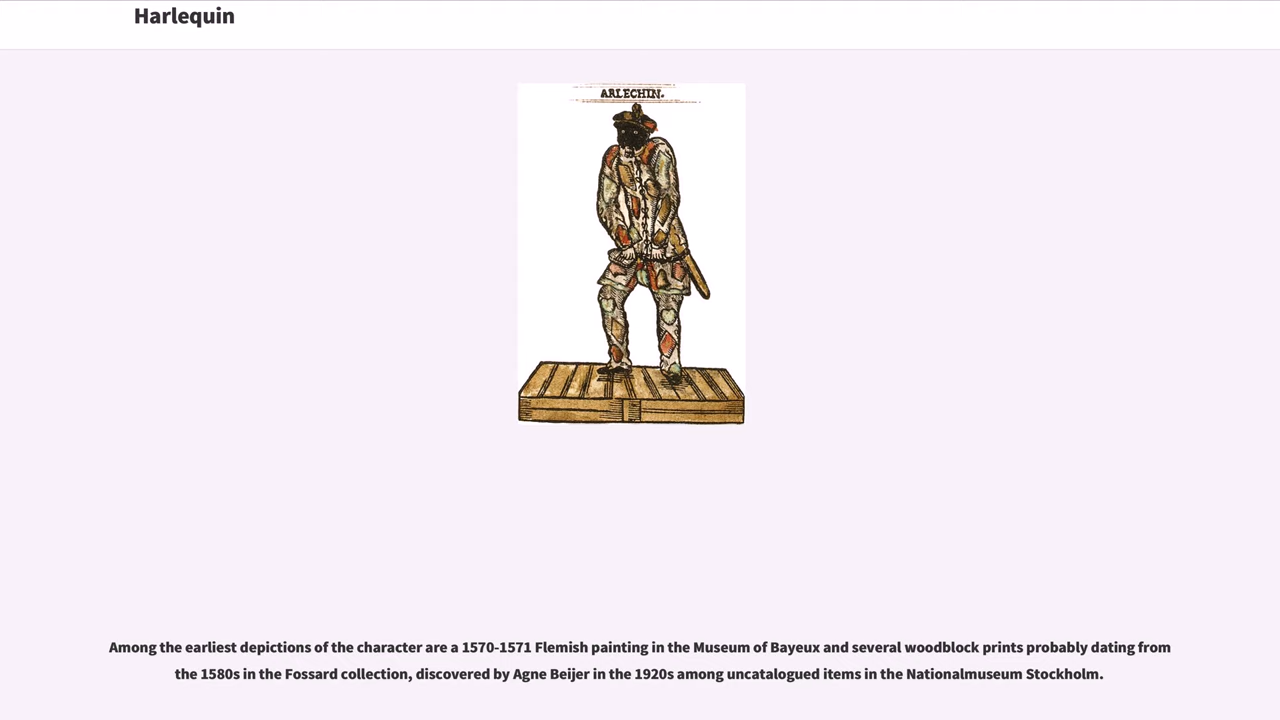 Harlequin
ARLECHIN.
Among the earliest depictions of the character are a 1570-1571 Flemish painting in the Museum of Bayeux and several woodblock prints probably dating from
the 1580s in the Fossard collection, discovered by Agne Beijer in the 1920s among uncatalogued items in the Nationalmuseum Stockholm.